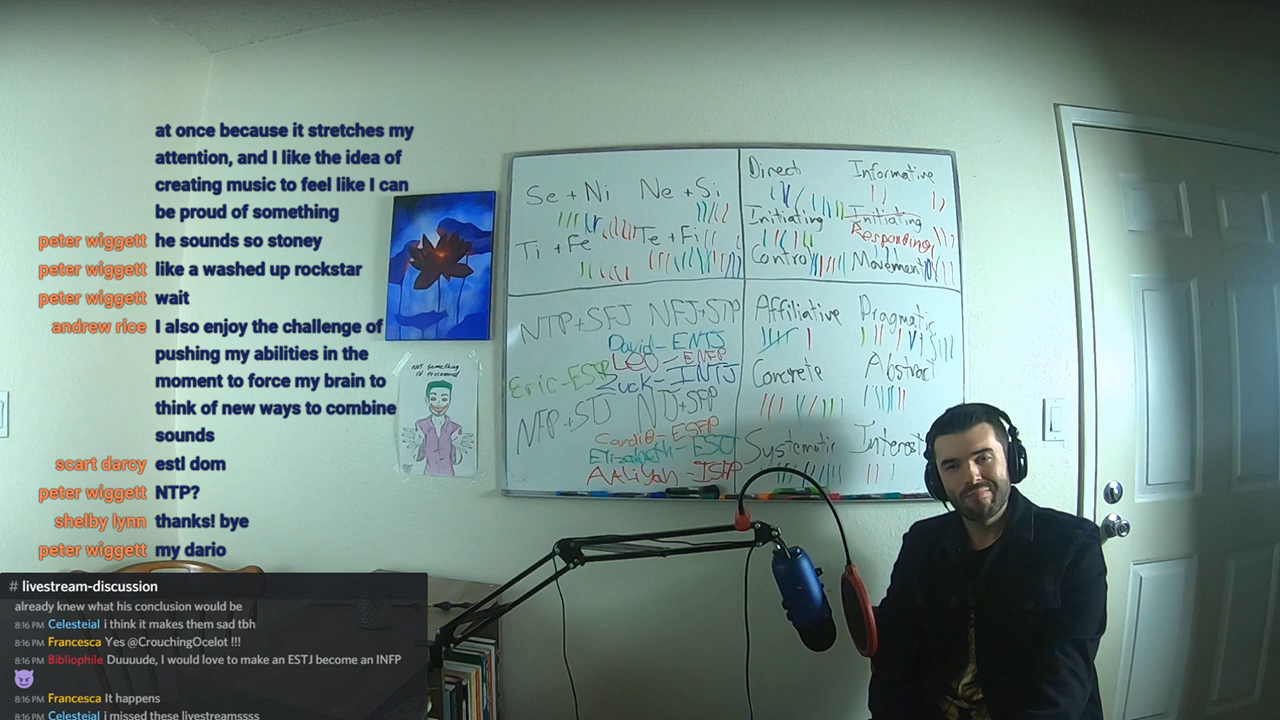 at once because it stretches my
attention, and I like the idea of
creating music to feel like I can
be proud of something
peter wiggett he sounds so stoney
peter wiggett like a washed up rockstar
peter wiggett wait
andrew rice I also enjoy the challenge of
pushing my abilities in the
moment to force my brain to
think of new ways to combine
sounds
scart darcy estl dom
peter wiggett NTP?
shelby lynn thanks! bye
peter wiggett my dario
# livestream-discussion
already knew what his conclusion would be
8:16 PM Celesteial i think it makes them sad tbh
8:16 PM Francesca Yes @CrouchingOcelot !!!
8:16 PM Bibliophile Duuuude, I would love to make an ESTJ become an INFP
8:16 PM Francesca It happens
8:16 PM Celesteial i missed these livestreamssss
NOT something
I'd recommend
Se + Ni Ne + Si
Ti + Fe Te + Fi
NTP+SFJ NFJ+STP
David - ENTJ
Leo - ENFP
Eric-ESTP
Zuck - INTJ
NFP+STJ NTJ+SFP
Cardi B - ESFP
Elizabeth - ESTJ
Aaliyah - ISFP
Direct Informative
Initiating Initiating
Responding
Control Movement
Affiliative Pragmatic
Concrete Abstract
Systematic Interest